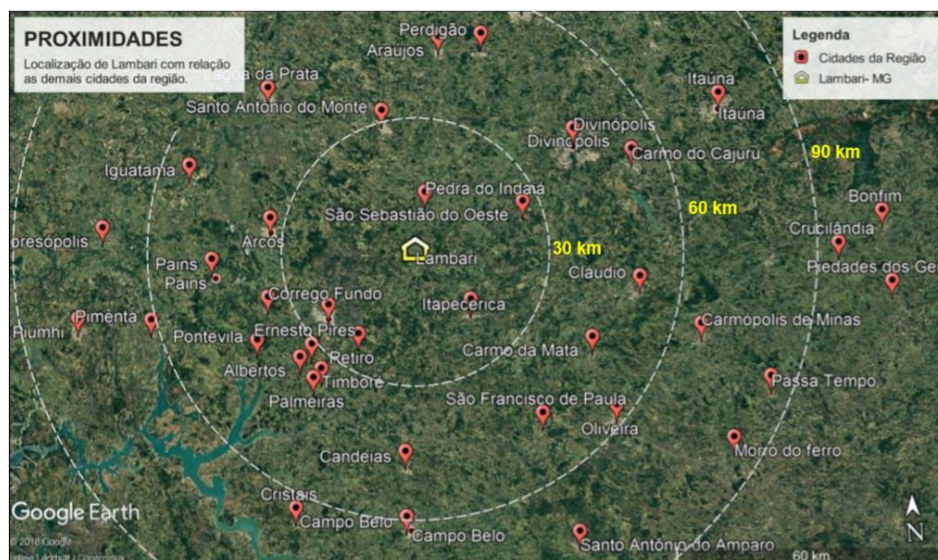 PROXIMIDADES
Localização de Lambari com relação
as demais cidades da região.
Legenda
Cidades da Região
Lambari- MG
Perdigão
Araújos
da Prata
Santo Antônio do Monte
Itaúna
Itaúna
Divinópolis
Divinópolis
Carmo do Cajuru
90 km
Iguatama
Pedra do Indaiá
São Sebastião do Oeste
60 km
Bonfim
Crucilândia
oresópolis
Arcos
30 km
Lambari
Pains
Pains
Cláudio
Piedades dos Ge
Córrego Fundo
Itapecerica
Piumhi
Pimenta
Pontevila
Ernesto Pires
Carmópolis de Minas
Albertos
Retiro
Carmo da Mata
Timbore
Palmeiras
Passa Tempo
São Francisco de Paula
Oliveira
Candeias
Morro do ferro
Cristais
Campo Belo
Campo Belo
Santo Antônio do Amparo
Google Earth
© 2018 Google
60 km
N